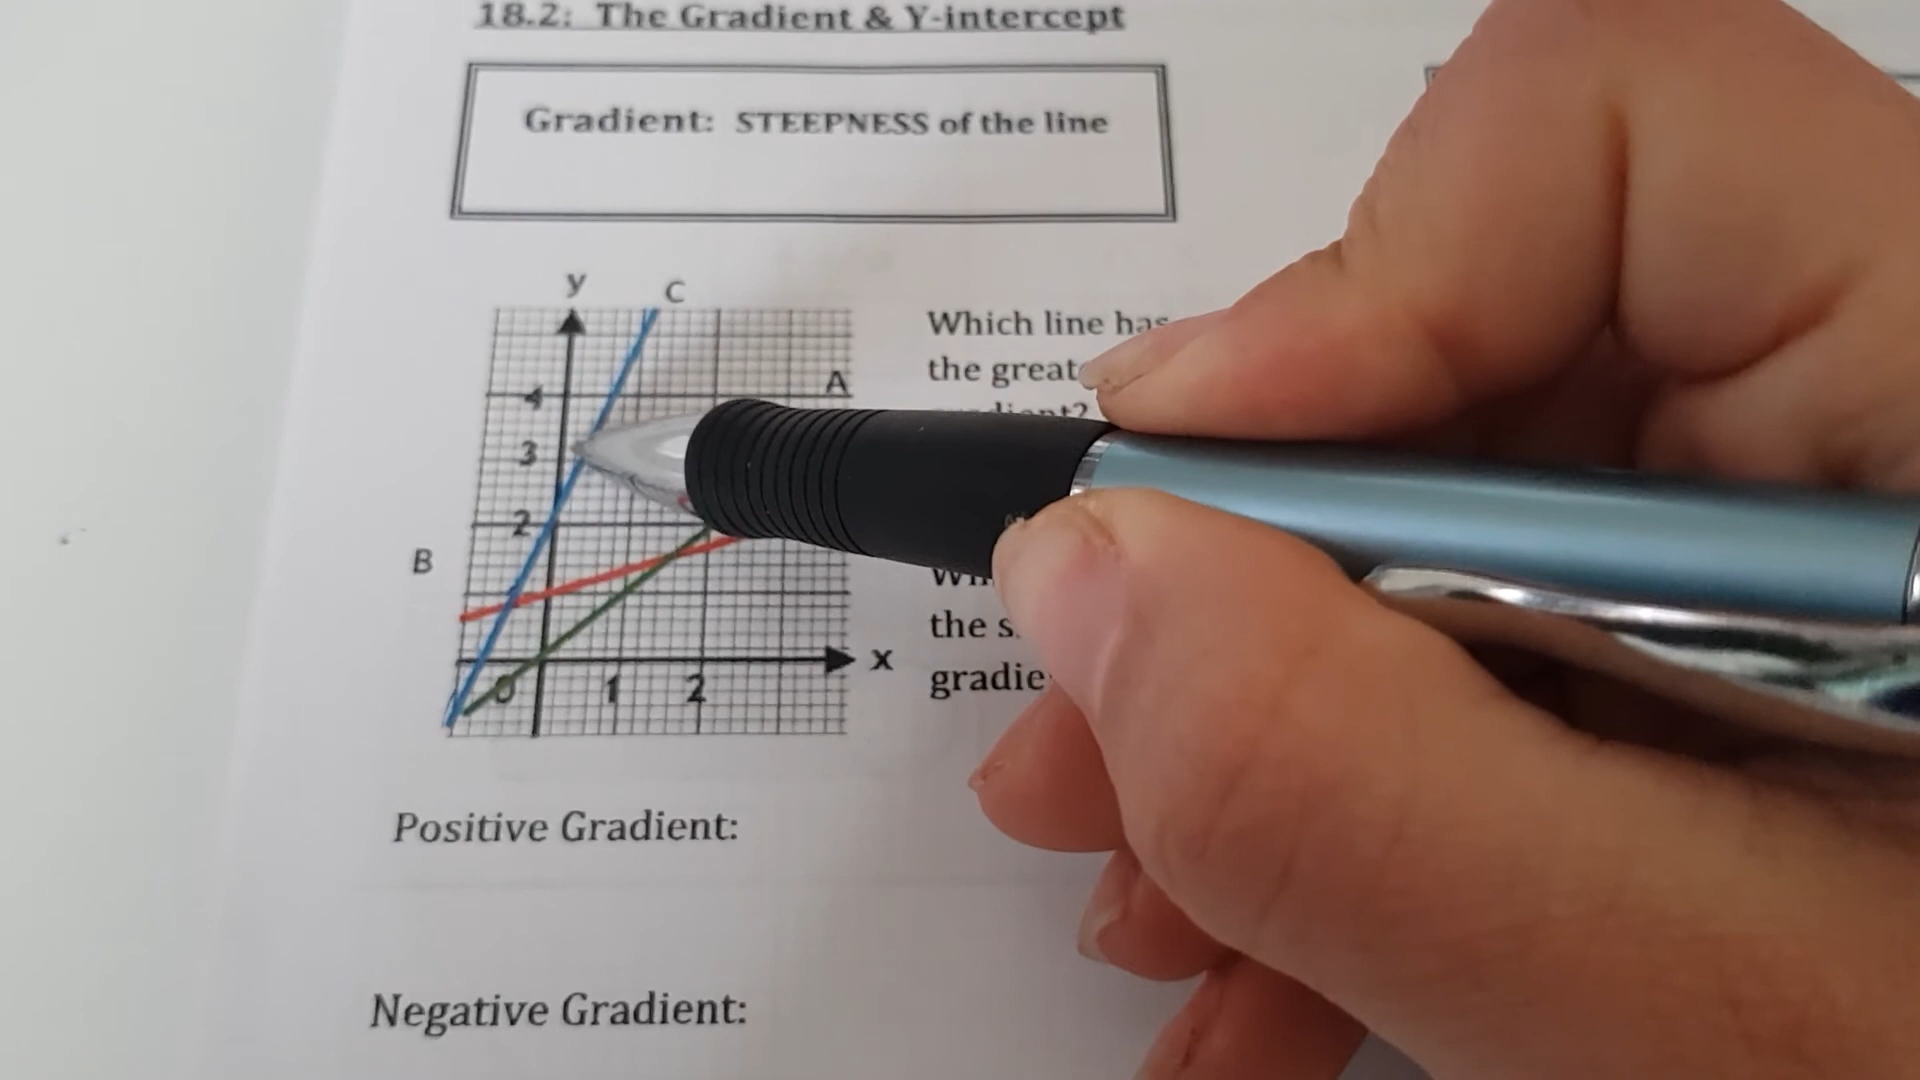 18.2: The Gradient & Y-intercept
Gradient: STEEPNESS of the line
y
C
A
4
3
2
B
x
0
1
2
Which line has
the great
the s
gradie
Positive Gradient:
Negative Gradient: